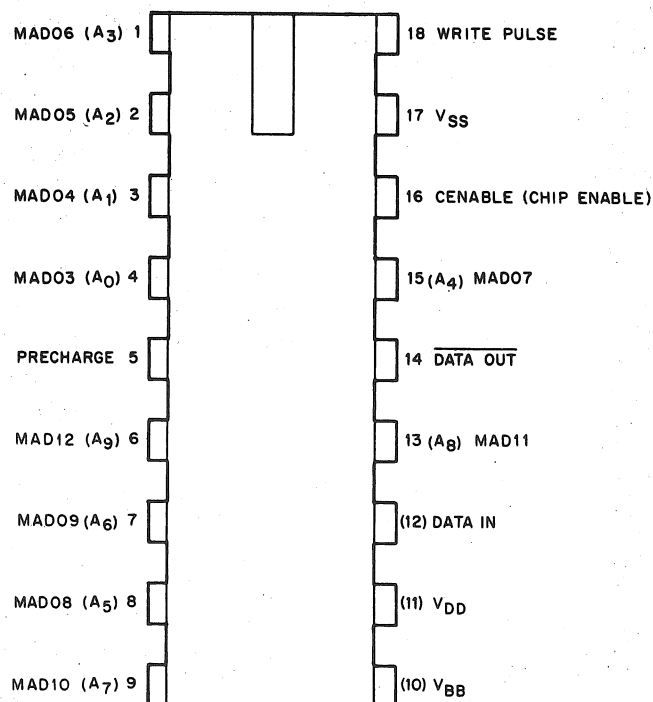 MAD06 (A3) 1
18 WRITE PULSE
MAD05 (A2) 2
17 VSS
MAD04 (A1) 3
16 CENABLE (CHIP ENABLE)
MAD03 (A0) 4
15 (A4) MAD07
PRECHARGE 5
14 DATA OUT
MAD12 (A9) 6
13 (A8) MAD11
MAD09 (A6) 7
(12) DATA IN
MAD08 (A5) 8
(11) VDD
MAD10 (A7) 9
(10) VBB